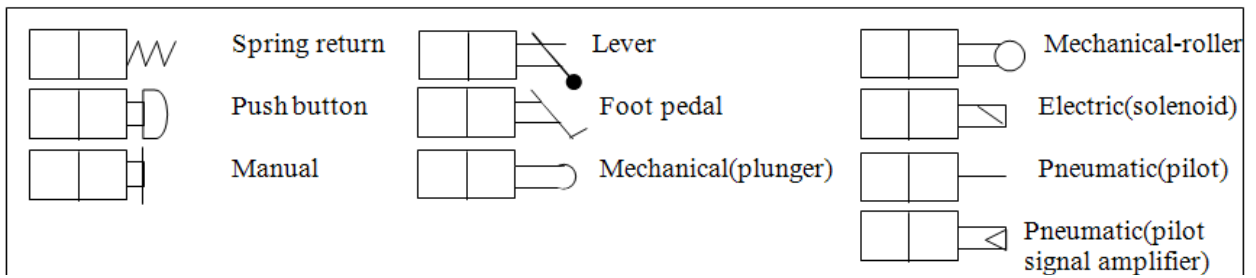 Spring return
Push button
Manual
Lever
Foot pedal
Mechanical(plunger)
Mechanical-roller
Electric(solenoid)
Pneumatic(pilot)
Pneumatic(pilot
signal amplifier)